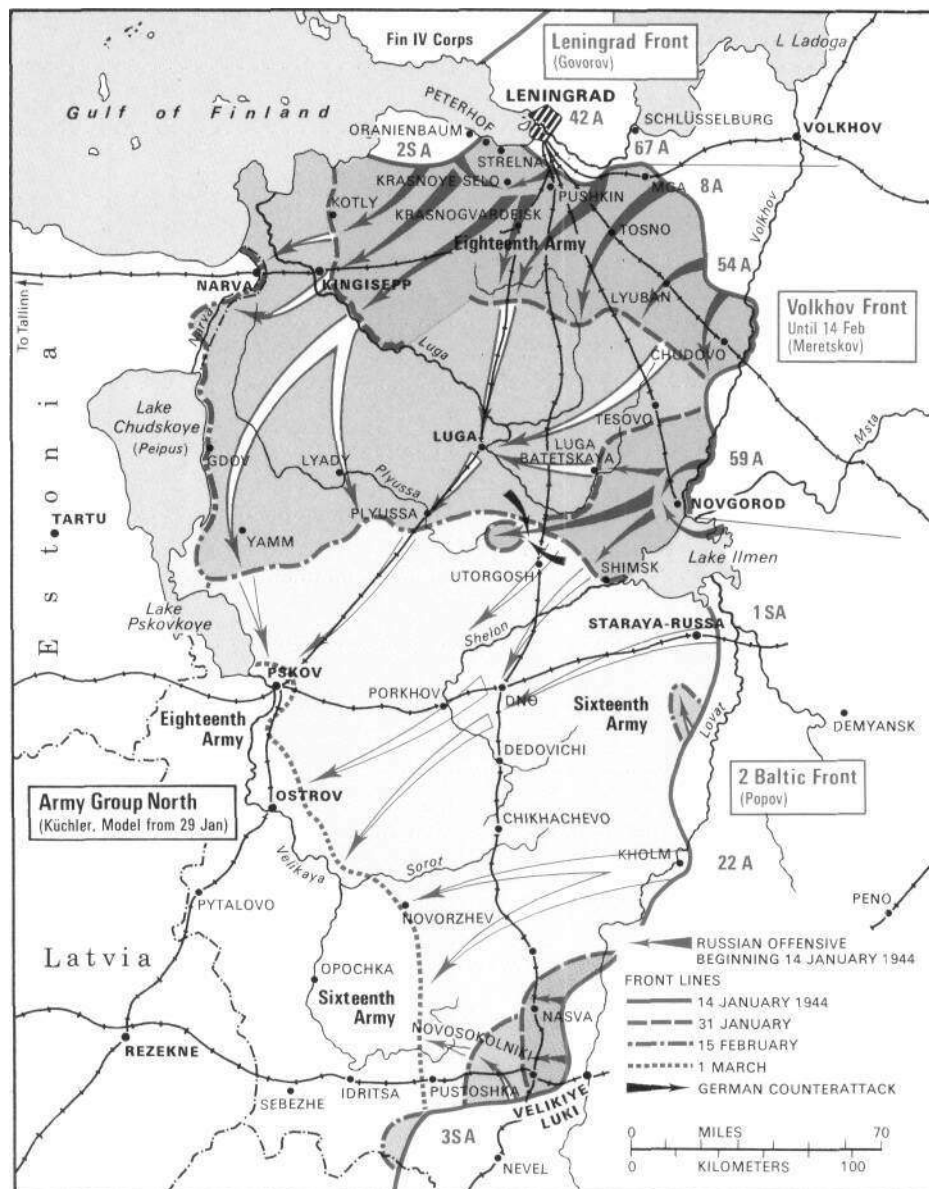 Fin IV Corps
Leningrad Front
(Govorov)
L Ladoga
Gulf of Finland
LENINGRAD
PETERHOF
42 A
SCHLÜSSELBURG
VOLKHOV
ORANIENBAUM
2S A
STRELNA
67 A
KRASNOYE SELO
MGA
8 A
KOTLY
PUSHKIN
KRASNOGVARDEISK
TOSNO
Volkhov
Eighteenth Army
54 A
NARVA
KINGISEPP
LYUBAN
To Tallinn
Narva
Luga
Volkhov Front
Until 14 Feb
(Meretskov)
CHUDOVO
Lake
Chudskoye
(Peipus)
TESOVO
Msta
LUGA
LUGA
BATETSKAYA
GDOV
LYADY
Plyussa
59 A
PLYUSSA
NOVGOROD
TARTU
YAMM
Lake Ilmen
UTORGOSH
SHIMSK
Estonia
Lake
Pskovkoye
Shelon
1 SA
STARAYA-RUSSA
PSKOV
PORKHOV
DNO
Eighteenth
Army
Sixteenth
Army
Lovat
DEMYANSK
DEDOVICHI
2 Baltic Front
(Popov)
Army Group North
(Küchler, Model from 29 Jan)
OSTROV
CHIKHACHEVO
Velikaya
Sorot
KHOLM
22 A
PYTALOVO
NOVORZHEV
PENO
Latvia
OPOCHKA
Sixteenth
Army
NASVA
NOVOSOKOLNIKI
REZEKNE
IDRITSA
PUSTOSHKA
SEBEZHE
VELIKIYE
LUKI
3S A
NEVEL
RUSSIAN OFFENSIVE
BEGINNING 14 JANUARY 1944
FRONT LINES
14 JANUARY 1944
31 JANUARY
15 FEBRUARY
1 MARCH
GERMAN COUNTERATTACK
0 MILES 70
0 KILOMETERS 100